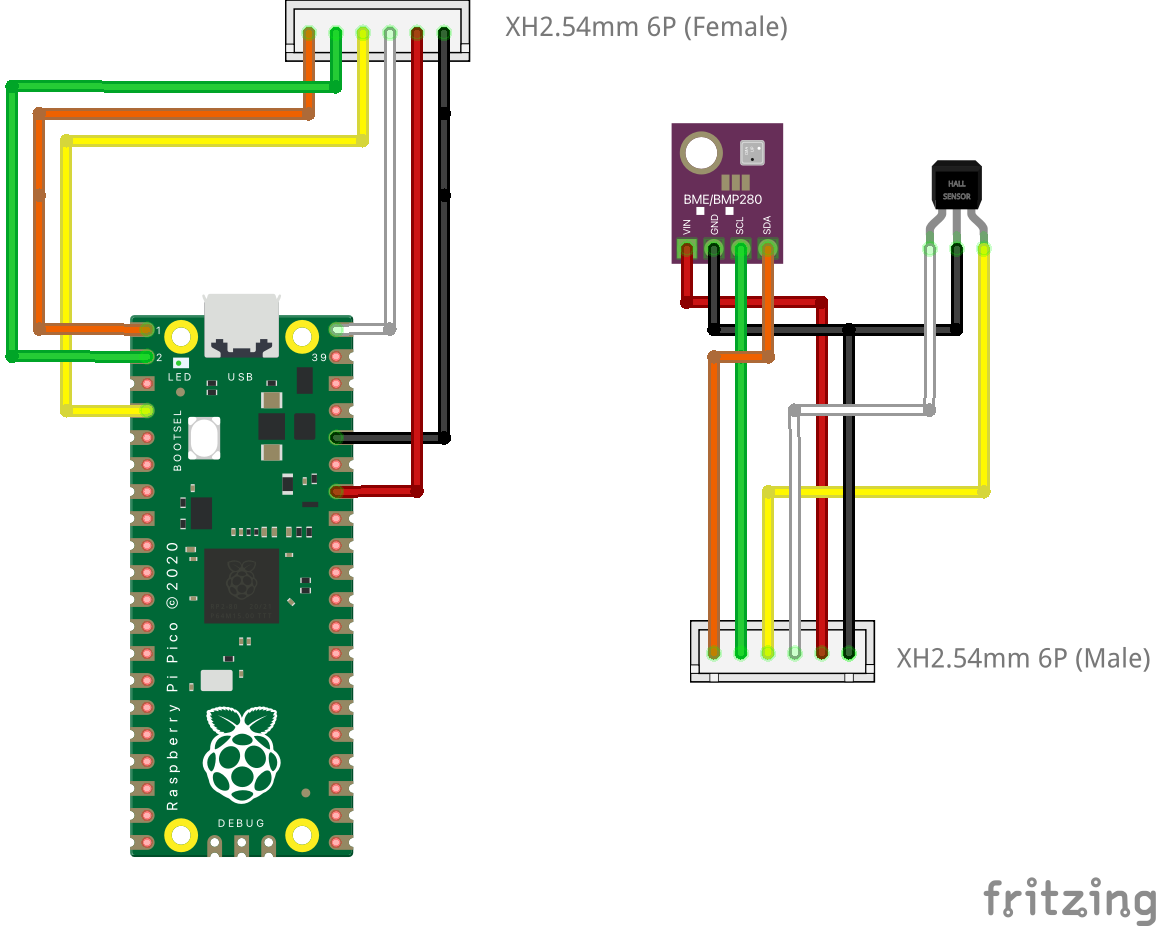 XH2.54mm 6P (Female)
BME/BMP280
VIN
GND
SCL
SDA
HALL
SENSOR
1
2
39
LED
USB
BOOTSEL
Raspberry Pi Pico ©2020
DEBUG
XH2.54mm 6P (Male)
fritzing